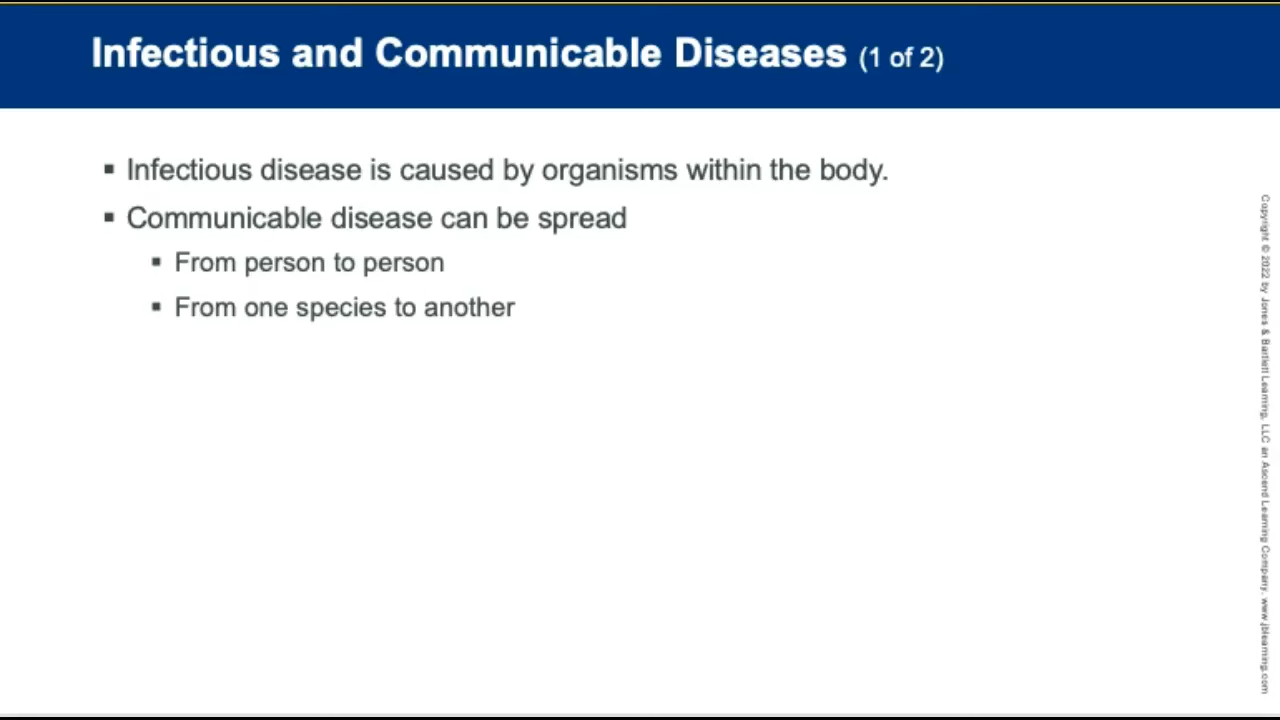 Infectious and Communicable Diseases (1 of 2)
▪ Infectious disease is caused by organisms within the body.
▪ Communicable disease can be spread
▪ From person to person
▪ From one species to another
Copyright © 2022 by Jones & Bartlett Learning, LLC an Ascend Learning Company. www.jblearning.com